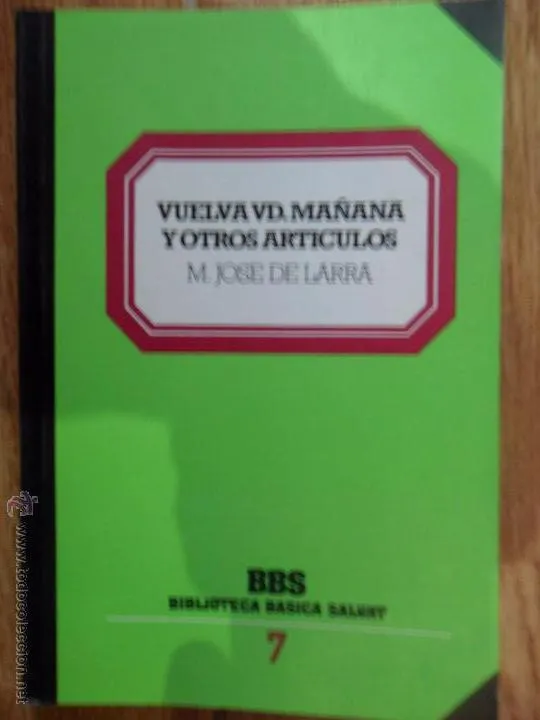 VUELVA VD. MAÑANA
Y OTROS ARTICULOS
M. JOSE DE LARRA
BBS
BIBLIOTECA BASICA SALVAT
7
www.todocoleccion.net